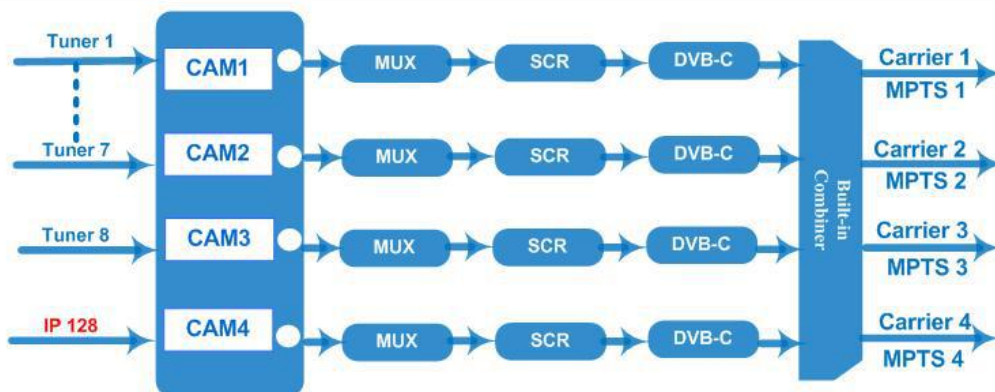 Tuner 1
CAM1
MUX
SCR
DVB-C
Carrier 1
MPTS 1
Tuner 7
CAM2
MUX
SCR
DVB-C
Carrier 2
MPTS 2
Built-in
Combiner
Tuner 8
CAM3
MUX
SCR
DVB-C
Carrier 3
MPTS 3
IP 128
CAM4
MUX
SCR
DVB-C
Carrier 4
MPTS 4